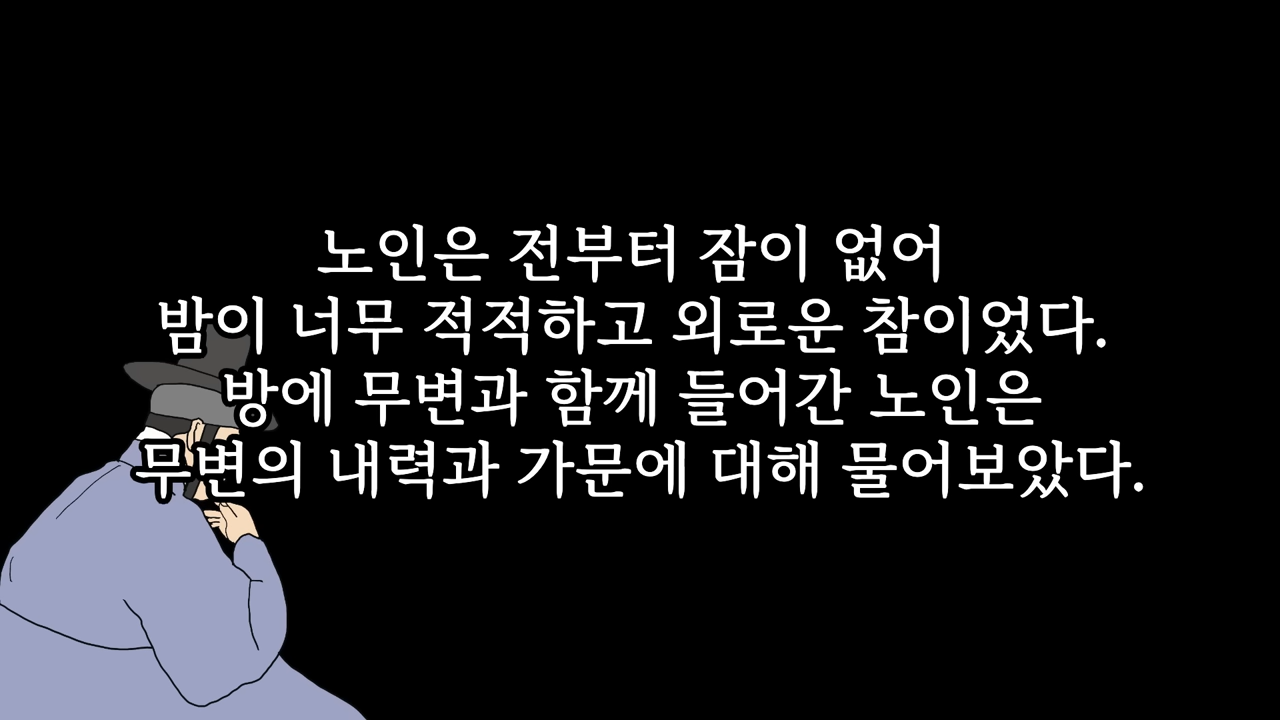 노인은 전부터 잠이 없어
밤이 너무 적적하고 외로운 참이었다.
방에 무변과 함께 들어간 노인은
무변의 내력과 가문에 대해 물어보았다.